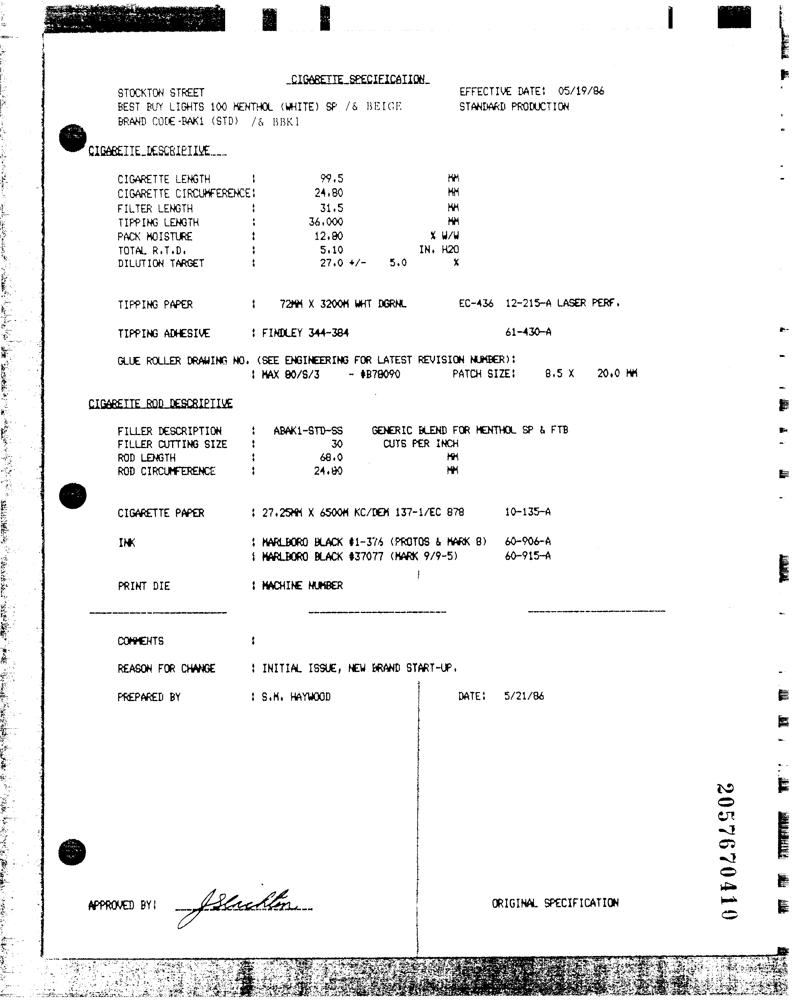 CIGARETTE SPECIFICATION
STOCKTON STREET EFFECTIVE DATE: 05/19/86
BEST BUY LIGHTS 100 MENTHOL (WHITE) SP /& BEIGE STANDARD PRODUCTION
BRAND CODE-BAK1 (STD) /& BBK1
CIGARETTE DESCRIPTIVE
CIGARETTE LENGTH : 99.5 MM
CIGARETTE CIRCUMFERENCE: 24.80 MM
FILTER LENGTH : 31.5 MM
TIPPING LENGTH : 36.000 MM
PACK MOISTURE : 12.80 % W/W
TOTAL R.T.D. : 5.10 IN. H2O
DILUTION TARGET : 27.0 +/- 5.0 %
TIPPING PAPER : 72MM X 3200M WHT DGRNL EC-436 12-215-A LASER PERF.
TIPPING ADHESIVE : FINDLEY 344-384 61-430-A
GLUE ROLLER DRAWING NO. (SEE ENGINEERING FOR LATEST REVISION NUMBER):
: MAX 80/S/3 - #B78090 PATCH SIZE: 8.5 X 20.0 MM
CIGARETTE ROD DESCRIPTIVE
FILLER DESCRIPTION : ABAK1-STD-SS GENERIC BLEND FOR MENTHOL SP & FTB
FILLER CUTTING SIZE : 30 CUTS PER INCH
ROD LENGTH : 68.0 MM
ROD CIRCUMFERENCE : 24.80 MM
CIGARETTE PAPER : 27.25MM X 6500M KC/DEM 137-1/EC 878 10-135-A
INK : MARLBORO BLACK #1-376 (PROTOS & MARK 8) 60-906-A
: MARLBORO BLACK #37077 (MARK 9/9-5) 60-915-A
PRINT DIE : MACHINE NUMBER
COMMENTS :
REASON FOR CHANGE : INITIAL ISSUE, NEW BRAND START-UP.
PREPARED BY : S.M. HAYWOOD DATE: 5/21/86
2057670410
APPROVED BY: JSlackton ORIGINAL SPECIFICATION